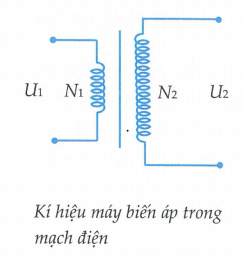 U1 N1 N2 U2
Kí hiệu máy biến áp trong
mạch điện